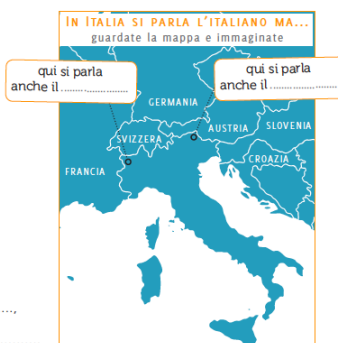 IN ITALIA SI PARLA L'ITALIANO MA...
guardate la mappa e immaginate
qui si parla
anche il ......................
qui si parla
anche il ......................
GERMANIA
SVIZZERA
AUSTRIA
SLOVENIA
CROAZIA
FRANCIA
...,